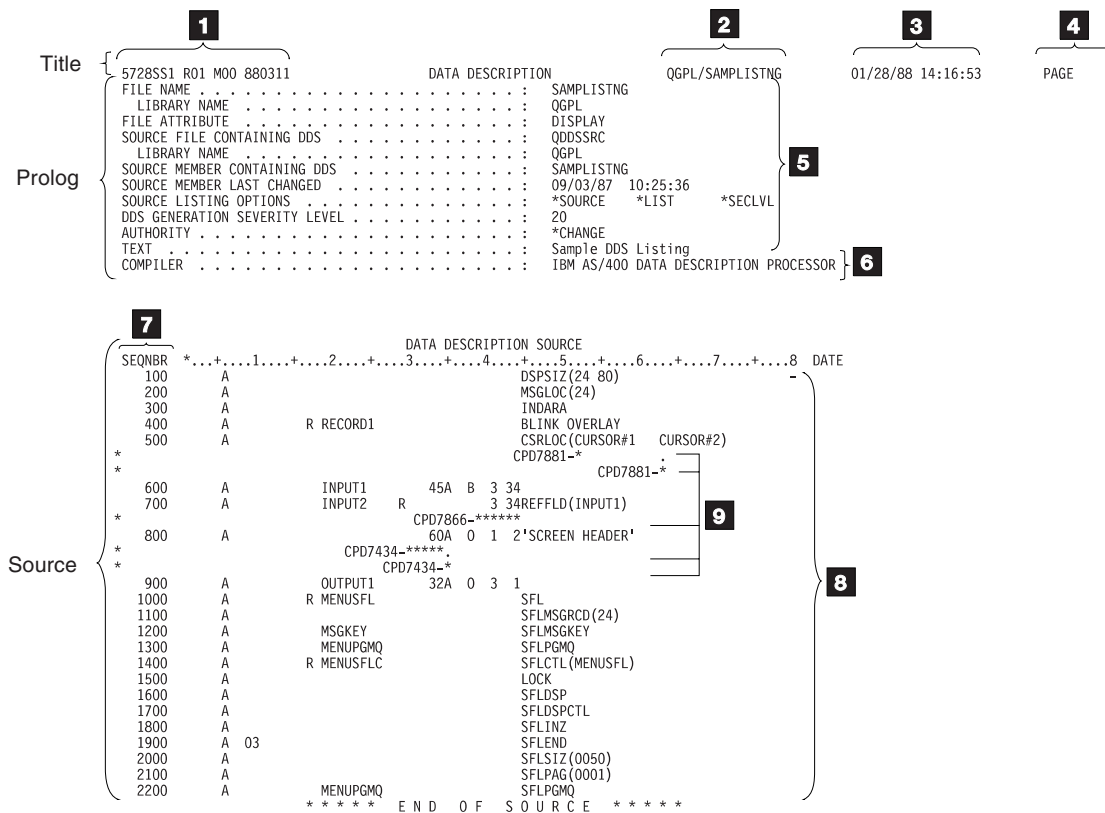 1 2 3 4
Title
5728SS1 R01 M00 880311 DATA DESCRIPTION QGPL/SAMPLISTNG 01/28/88 14:16:53 PAGE
Prolog
FILE NAME . . . . . . . . . . . . . . . . . . . . . : SAMPLISTNG
LIBRARY NAME . . . . . . . . . . . . . . . . . . : QGPL
FILE ATTRIBUTE . . . . . . . . . . . . . . . . . . : DISPLAY
SOURCE FILE CONTAINING DDS . . . . . . . . . . . . : QDDSSRC
LIBRARY NAME . . . . . . . . . . . . . . . . . . : QGPL
5
SOURCE MEMBER CONTAINING DDS . . . . . . . . . . . : SAMPLISTNG
SOURCE MEMBER LAST CHANGED . . . . . . . . . . . . : 09/03/87 10:25:36
SOURCE LISTING OPTIONS . . . . . . . . . . . . . . : *SOURCE *LIST *SECLVL
DDS GENERATION SEVERITY LEVEL . . . . . . . . . . . : 20
AUTHORITY . . . . . . . . . . . . . . . . . . . . . : *CHANGE
TEXT . . . . . . . . . . . . . . . . . . . . . . . : Sample DDS Listing
COMPILER . . . . . . . . . . . . . . . . . . . . . : IBM AS/400 DATA DESCRIPTION PROCESSOR 6
7
DATA DESCRIPTION SOURCE
SEQNBR *...+....1....+....2....+....3....+....4....+....5....+....6....+....7....+....8 DATE
100 A DSPSIZ(24 80) -
200 A MSGLOC(24)
300 A INDARA
400 A R RECORD1 BLINK OVERLAY
500 A CSRLOC(CURSOR#1 CURSOR#2)
* CPD7881-* .
* CPD7881-*
600 A INPUT1 45A B 3 34
700 A INPUT2 R 3 34REFFLD(INPUT1)
* CPD7866-******
9
800 A 60A O 1 2'SCREEN HEADER'
* CPD7434-*****.
* CPD7434-*
Source
8
900 A OUTPUT1 32A O 3 1
1000 A R MENUSFL SFL
1100 A SFLMSGRCD(24)
1200 A MSGKEY SFLMSGKEY
1300 A MENUPGMQ SFLPGMQ
1400 A R MENUSFLC SFLCTL(MENUSFL)
1500 A LOCK
1600 A SFLDSP
1700 A SFLDSPCTL
1800 A SFLINZ
1900 A 03 SFLEND
2000 A SFLSIZ(0050)
2100 A SFLPAG(0001)
2200 A MENUPGMQ SFLPGMQ
* * * * * E N D O F S O U R C E * * * * *